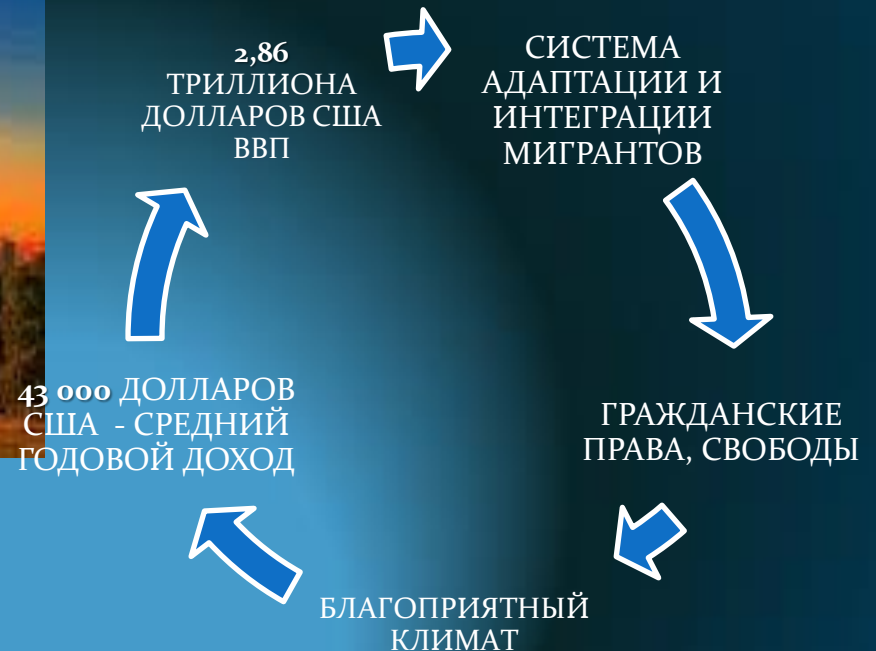 2,86
ТРИЛЛИОНА
ДОЛЛАРОВ США
ВВП
СИСТЕМА
АДАПТАЦИИ И
ИНТЕГРАЦИИ
МИГРАНТОВ
ГРАЖДАНСКИЕ
ПРАВА, СВОБОДЫ
БЛАГОПРИЯТНЫЙ
КЛИМАТ
43 000 ДОЛЛАРОВ
США - СРЕДНИЙ
ГОДОВОЙ ДОХОД